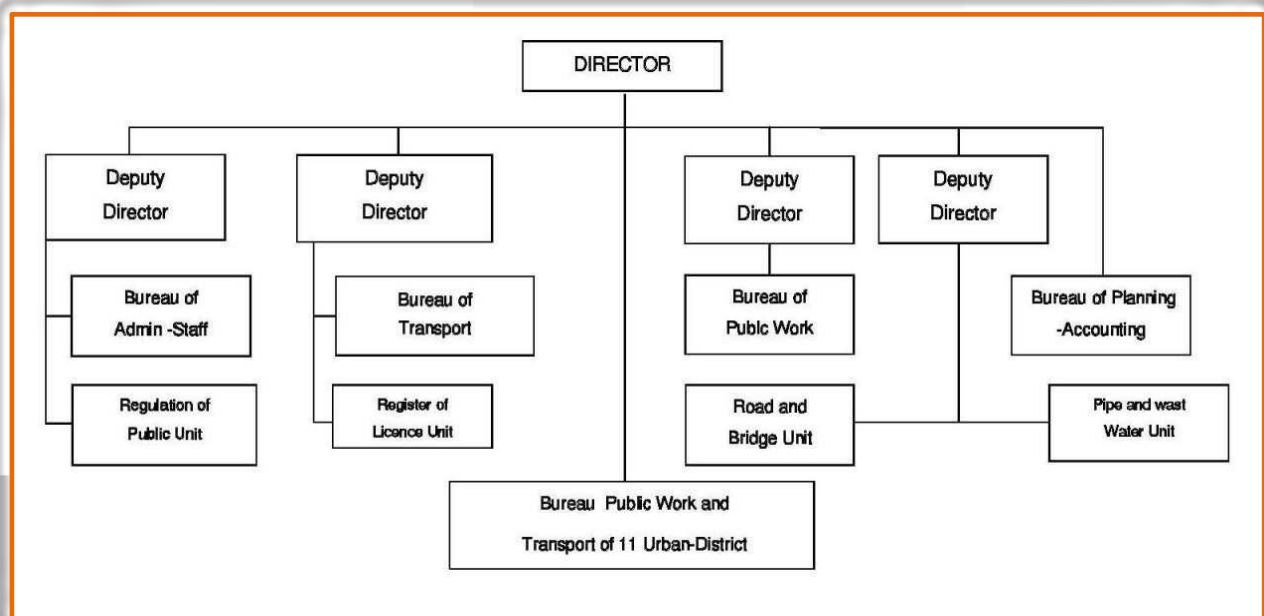 DIRECTOR
Deputy
Director
Deputy
Director
Deputy
Director
Deputy
Director
Bureau of
Admin -Staff
Bureau of
Transport
Bureau of
Publc Work
Bureau of Planning
-Accounting
Regulation of
Public Unit
Register of
Licence Unit
Road and
Bridge Unit
Pipe and wast
Water Unit
Bureau Public Work and
Transport of 11 Urban-District